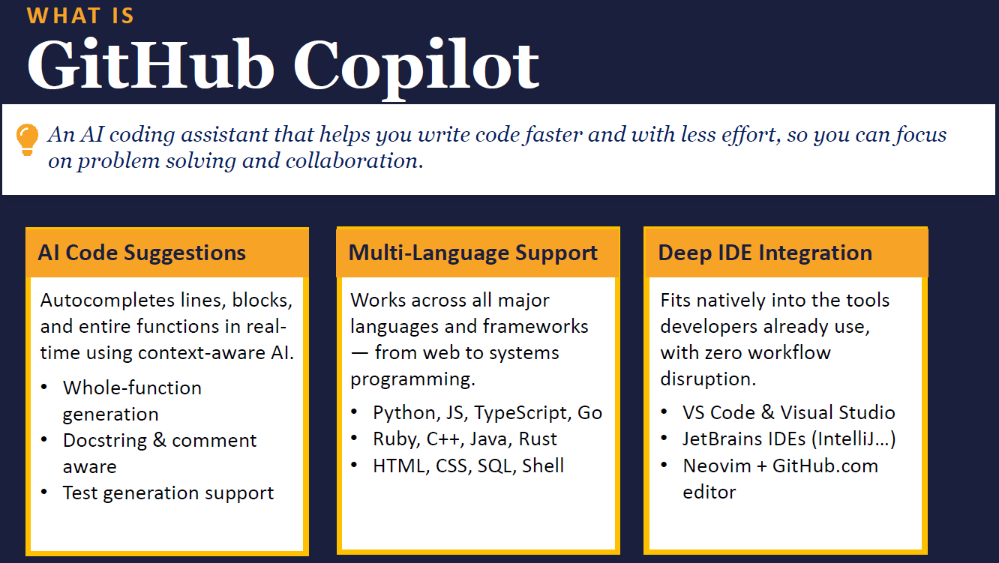 WHAT IS
GitHub Copilot
An AI coding assistant that helps you write code faster and with less effort, so you can focus
on problem solving and collaboration.
AI Code Suggestions
Autocompletes lines, blocks,
and entire functions in real-
time using context-aware AI.
• Whole-function
generation
• Docstring & comment
aware
• Test generation support
Multi-Language Support
Works across all major
languages and frameworks
— from web to systems
programming.
• Python, JS, TypeScript, Go
• Ruby, C++, Java, Rust
• HTML, CSS, SQL, Shell
Deep IDE Integration
Fits natively into the tools
developers already use,
with zero workflow
disruption.
• VS Code & Visual Studio
• JetBrains IDEs (IntelliJ…)
• Neovim + GitHub.com
editor